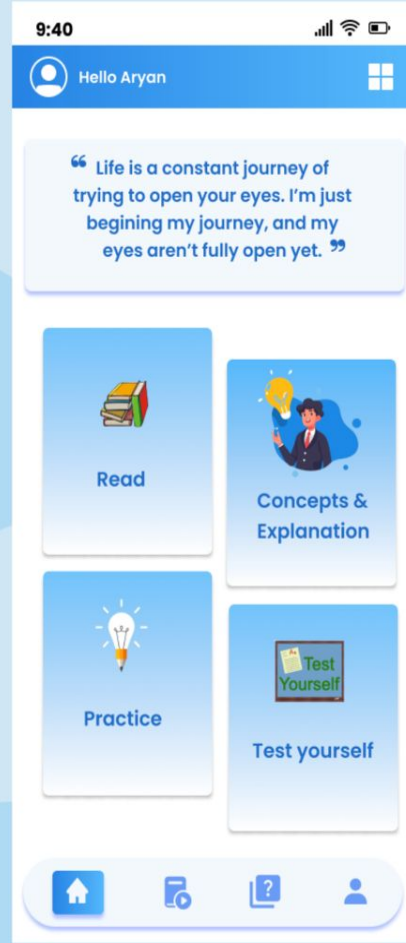 9:40
Hello Aryan
“ Life is a constant journey of
trying to open your eyes. I’m just
begining my journey, and my
eyes aren’t fully open yet. ”
Read
Concepts &
Explanation
Practice
Test
Yourself
Test yourself
?